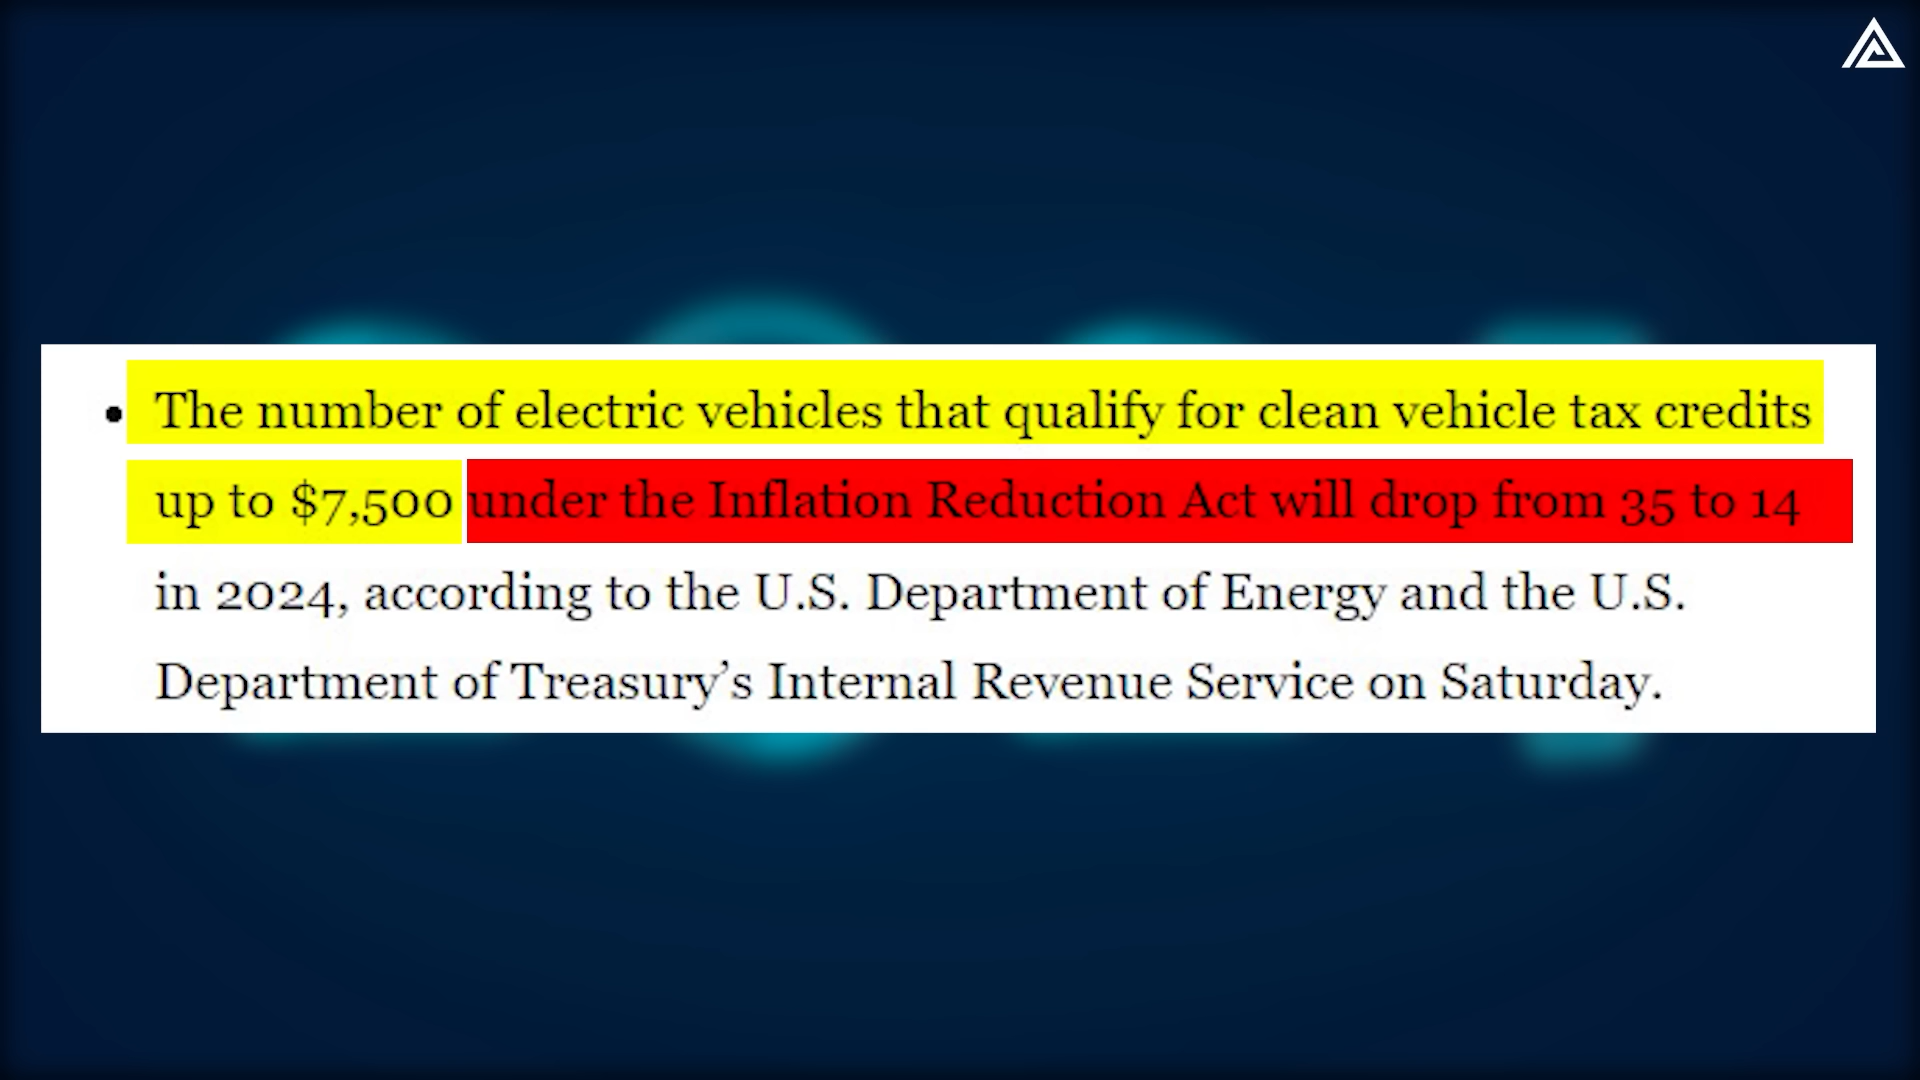 • The number of electric vehicles that qualify for clean vehicle tax credits
up to $7,500 under the Inflation Reduction Act will drop from 35 to 14
in 2024, according to the U.S. Department of Energy and the U.S.
Department of Treasury’s Internal Revenue Service on Saturday.